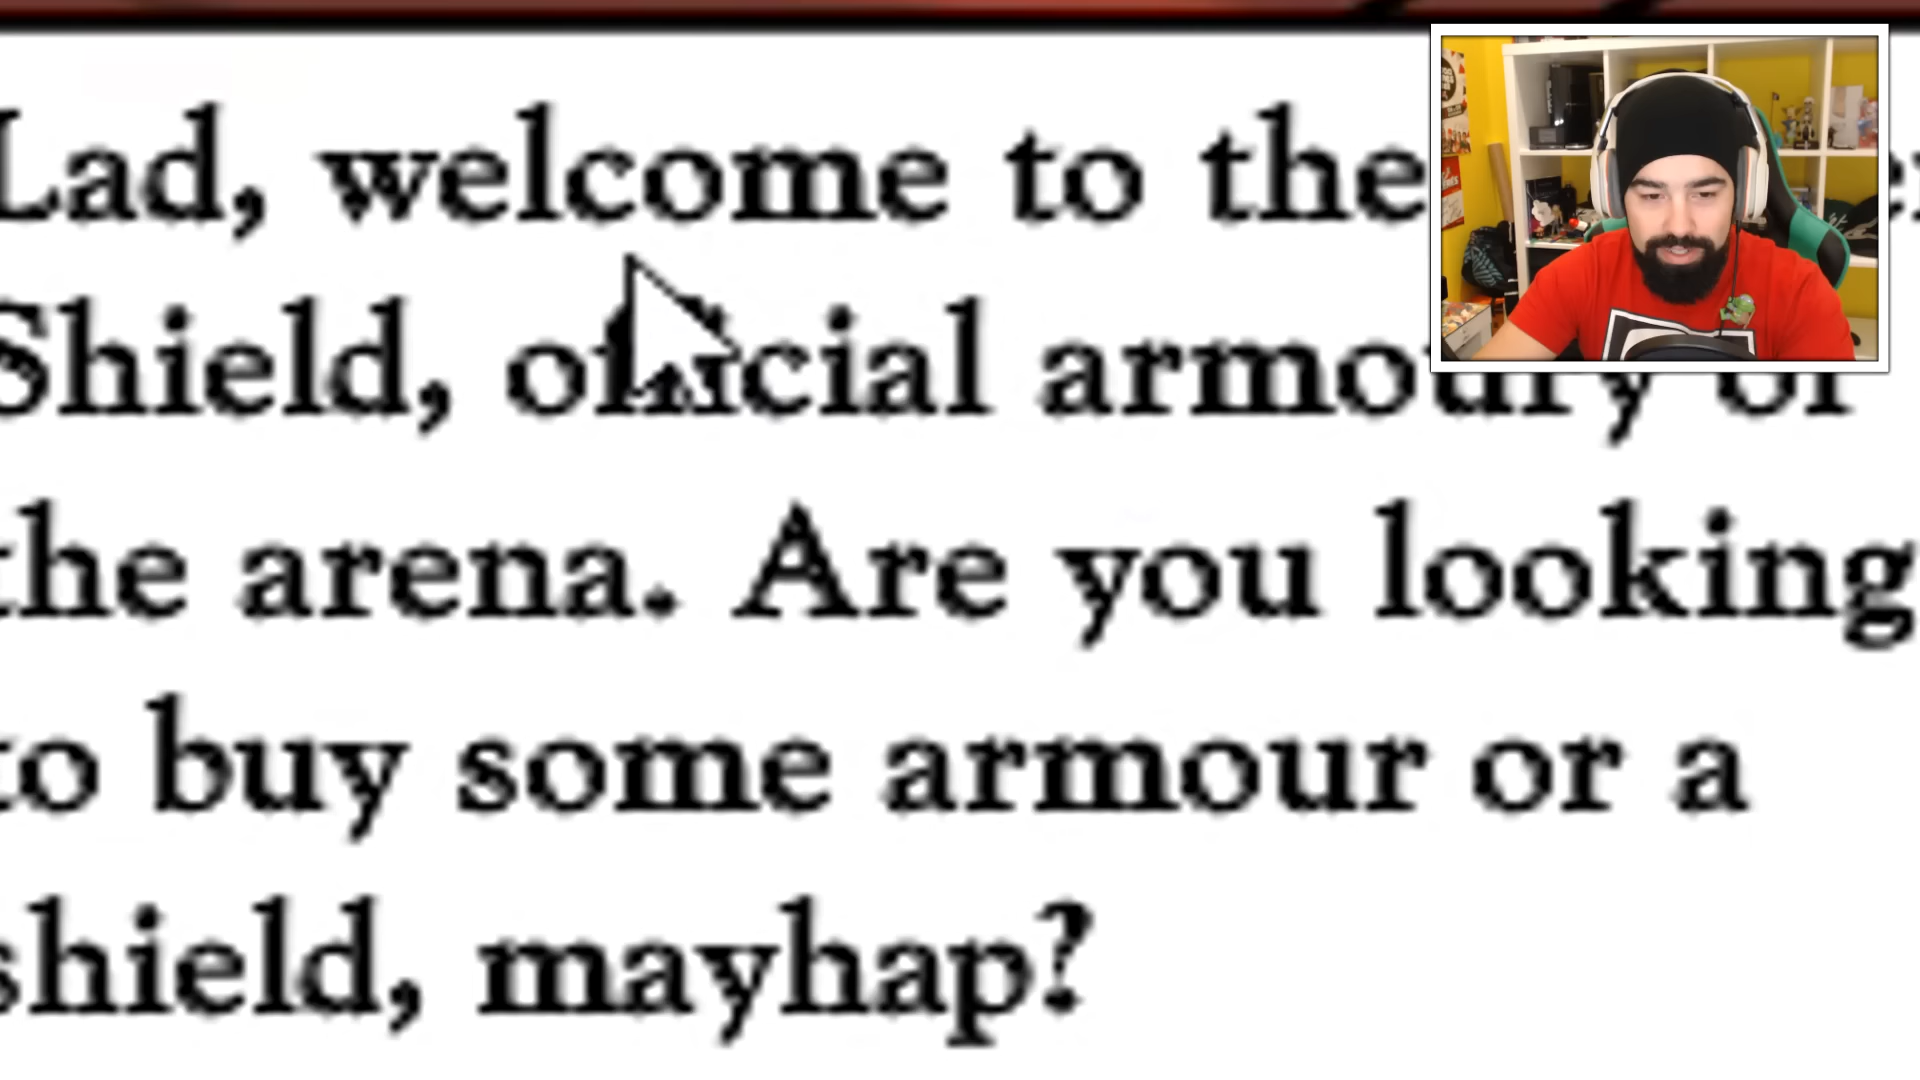 Lad, welcome to the
Shield, official armoury of
the arena. Are you looking
to buy some armour or a
shield, mayhap?